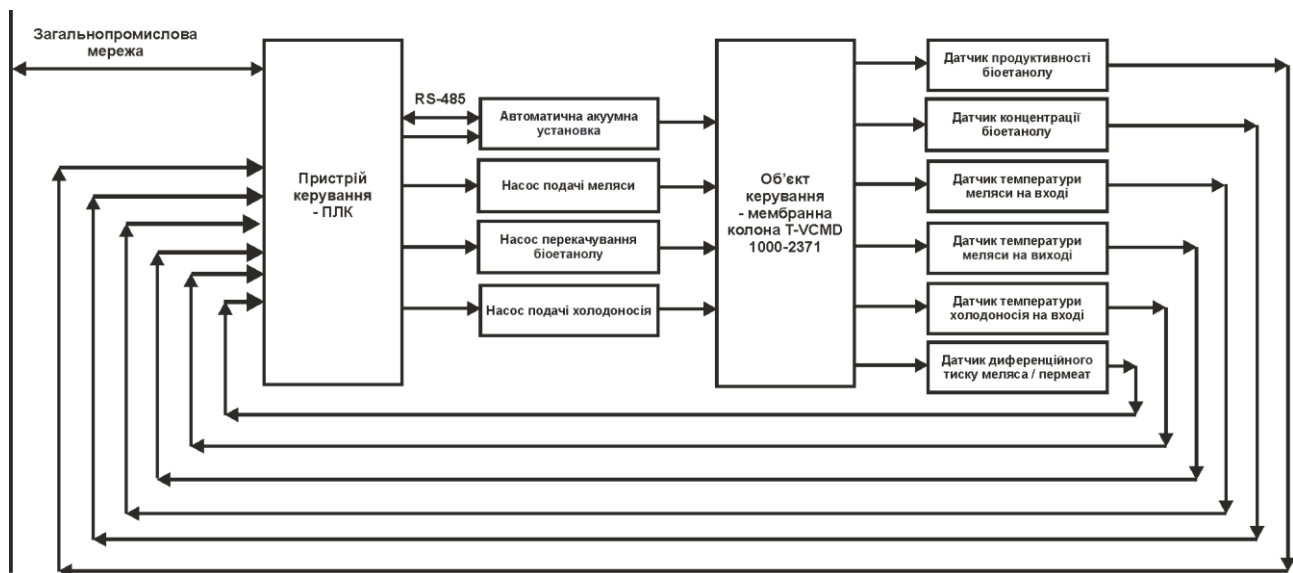 Загальнопромислова
мережа
RS-485
Пристрій
керування
- ПЛК
Автоматична акуумна
установка
Насос подачі меляси
Насос перекачування
біоетанолу
Насос подачі холодоносія
Об'єкт
керування
- мембранна
колона T-VCMD
1000-2371
Датчик продуктивності
біоетанолу
Датчик концентрації
біоетанолу
Датчик температури
меляси на вході
Датчик температури
меляси на виході
Датчик температури
холодоносія на вході
Датчик диференційного
тиску меляса / пермеат